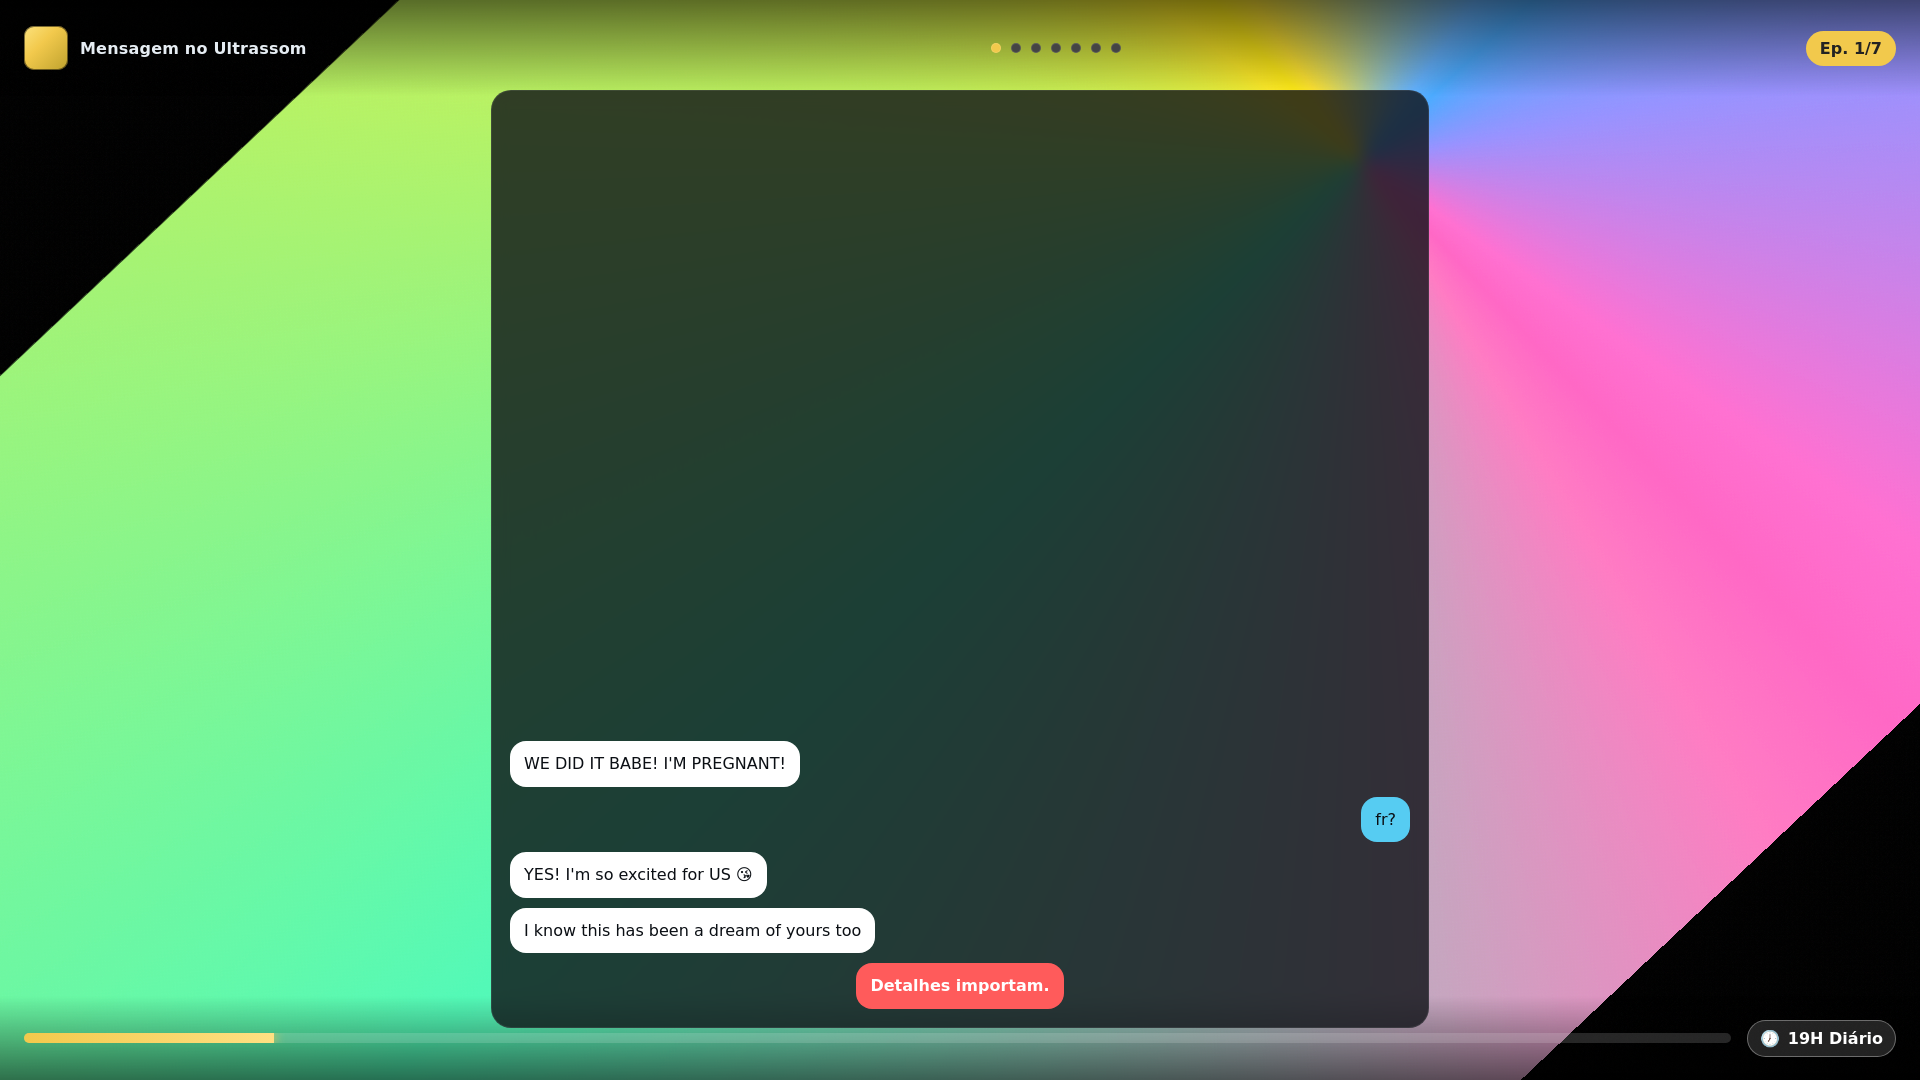 Mensagem no Ultrassom
Ep. 1/7
WE DID IT BABE! I'M PREGNANT!
fr?
YES! I'm so excited for US 😘
I know this has been a dream of yours too
Detalhes importam.
🕖 19H Diário